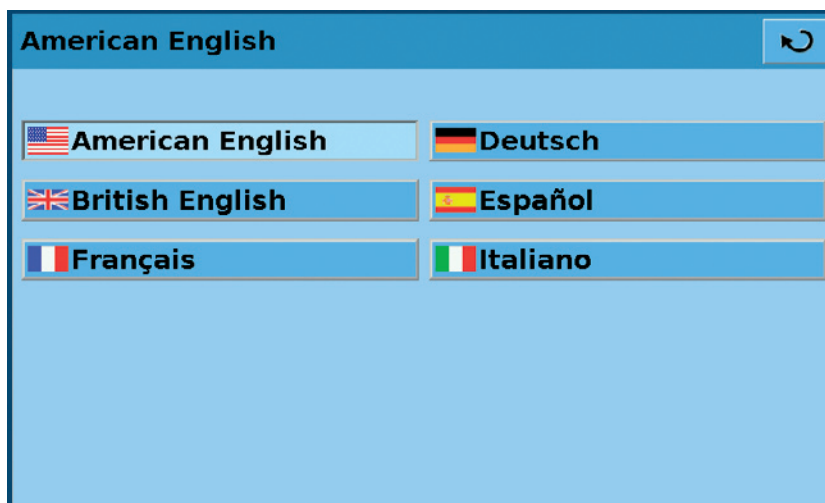 American English
American English
Deutsch
British English
Español
Français
Italiano